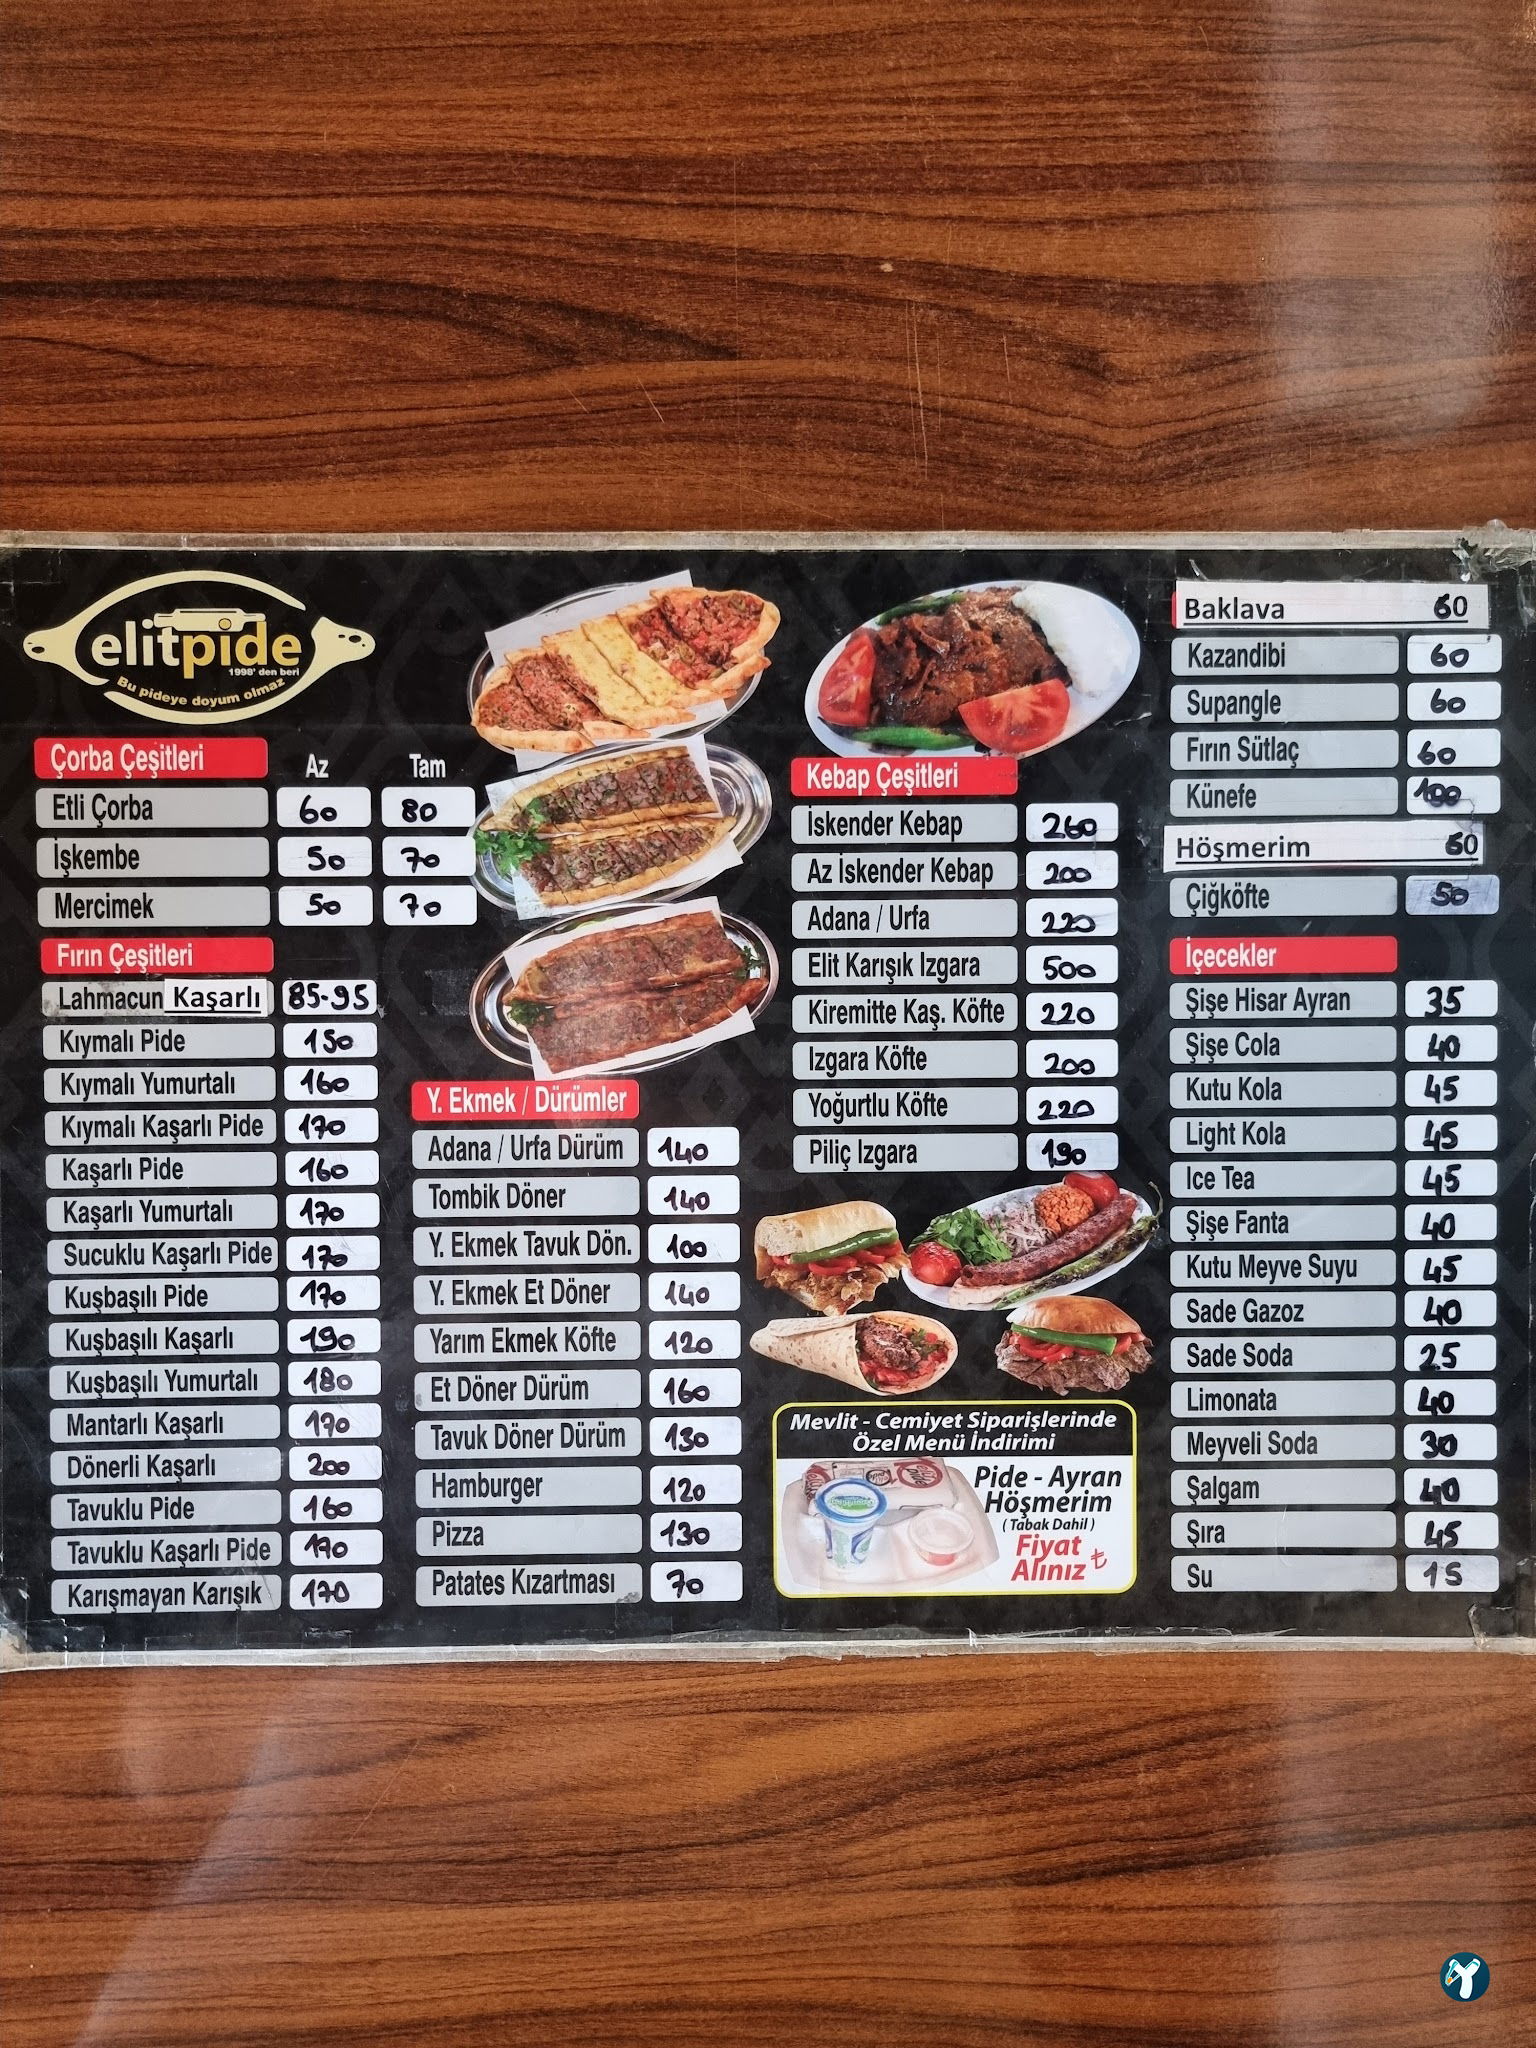 elitpide
1998' den beri
Bu pideye doyum olmaz
Çorba Çeşitleri Az Tam
Etli Çorba 60 80
İşkembe 50 70
Mercimek 50 70
Fırın Çeşitleri
Lahmacun Kaşarlı 85-95
Kıymalı Pide 150
Kıymalı Yumurtalı 160
Kıymalı Kaşarlı Pide 170
Kaşarlı Pide 160
Kaşarlı Yumurtalı 170
Sucuklu Kaşarlı Pide 170
Kuşbaşılı Pide 170
Kuşbaşılı Kaşarlı 190
Kuşbaşılı Yumurtalı 180
Mantarlı Kaşarlı 170
Dönerli Kaşarlı 200
Tavuklu Pide 160
Tavuklu Kaşarlı Pide 170
Karışmayan Karışık 170
Y. Ekmek / Dürümler
Adana / Urfa Dürüm 140
Tombik Döner 140
Y. Ekmek Tavuk Dön. 100
Y. Ekmek Et Döner 140
Yarım Ekmek Köfte 120
Et Döner Dürüm 160
Tavuk Döner Dürüm 130
Hamburger 120
Pizza 130
Patates Kızartması 70
Kebap Çeşitleri
İskender Kebap 260
Az İskender Kebap 200
Adana / Urfa 220
Elit Karışık Izgara 500
Kiremitte Kaş. Köfte 220
Izgara Köfte 200
Yoğurtlu Köfte 220
Piliç Izgara 190
Mevlit - Cemiyet Siparişlerinde
Özel Menü İndirimi
Pide - Ayran
Höşmerim
( Tabak Dahil )
Fiyat
Alınız ₺
Baklava 60
Kazandibi 60
Supangle 60
Fırın Sütlaç 60
Künefe 100
Höşmerim 60
Çiğköfte 50
İçecekler
Şişe Hisar Ayran 35
Şişe Cola 40
Kutu Kola 45
Light Kola 45
Ice Tea 45
Şişe Fanta 40
Kutu Meyve Suyu 45
Sade Gazoz 40
Sade Soda 25
Limonata 40
Meyveli Soda 30
Şalgam 40
Şıra 45
Su 15